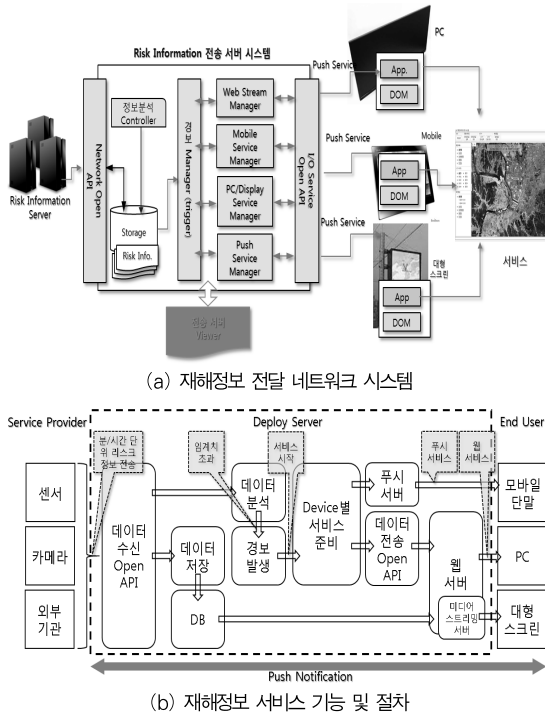 Risk Information 전송 서버 시스템
Network Open
API
정보분석
Controller
Storage
Risk Info.
Risk Information
Server
정보 Manager (trigger)
Web Stream
Manager
Mobile
Service Manager
PC/Display
Service Manager
Push
Service Manager
I/O Service
Open API
전송 서버
Viewer
Push Service
Push Service
Push Service
PC
App.
DOM
Mobile
App
DOM
대형
스크린
App
DOM
서비스
(a) 재해정보 전달 네트워크 시스템
Service Provider
Deploy Server
End User
분/시간 단
위 리스크
정보 전송
임계치
초과
서비스
시작
푸시
서비스
웹
서비스
센서
카메라
외부
기관
데이터
수신
Open
API
데이터
저장
DB
데이터
분석
경보
발생
Device별
서비스
준비
푸시
서버
데이터
전송
Open
API
웹
서버
미디어
스트리밍
서버
모바일
단말
PC
대형
스크린
Push Notification
(b) 재해정보 서비스 기능 및 절차